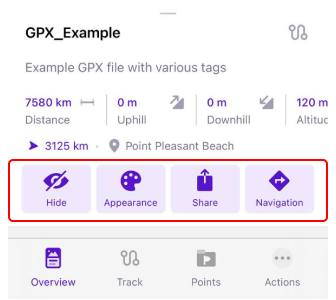 GPX_Example
Example GPX file with various tags
7580 km 0 m 0 m 120 m
Distance Uphill Downhill
3125 km · Point Pleasant Beach
Hide Appearance Share Navigation
Overview Track Points Actions